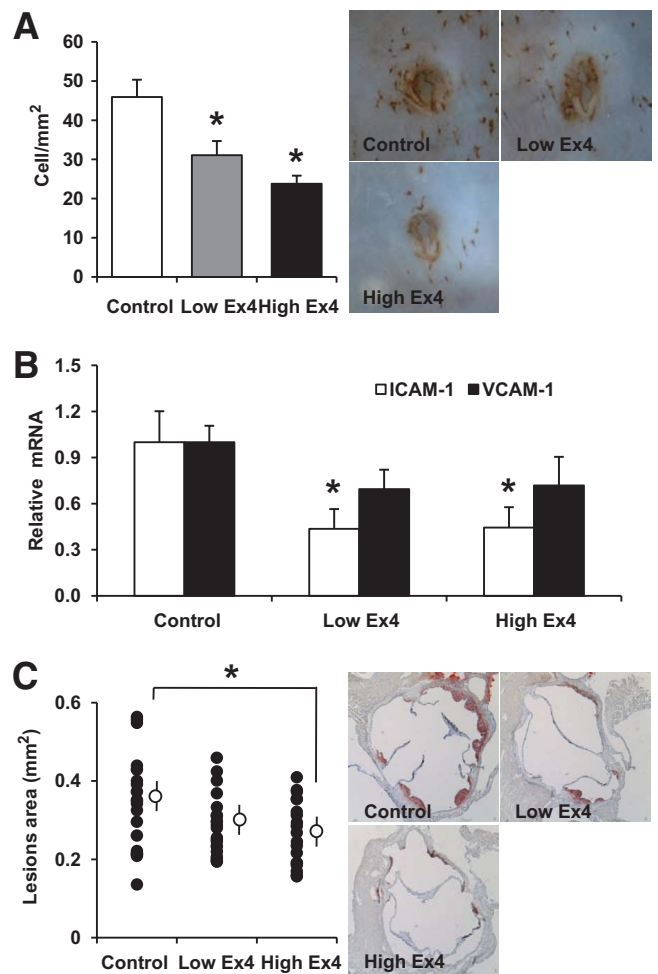 A
60
50
40
30
20
10
0
Cell/mm²
*
*
Control Low Ex4 High Ex4
Control
Low Ex4
High Ex4
B
1.5
1.2
0.9
0.6
0.3
0.0
Relative mRNA
ICAM-1 VCAM-1
*
*
Control Low Ex4 High Ex4
C
0.6
0.4
0.2
0
Lesions area (mm²)
*
Control Low Ex4 High Ex4
Control
Low Ex4
High Ex4